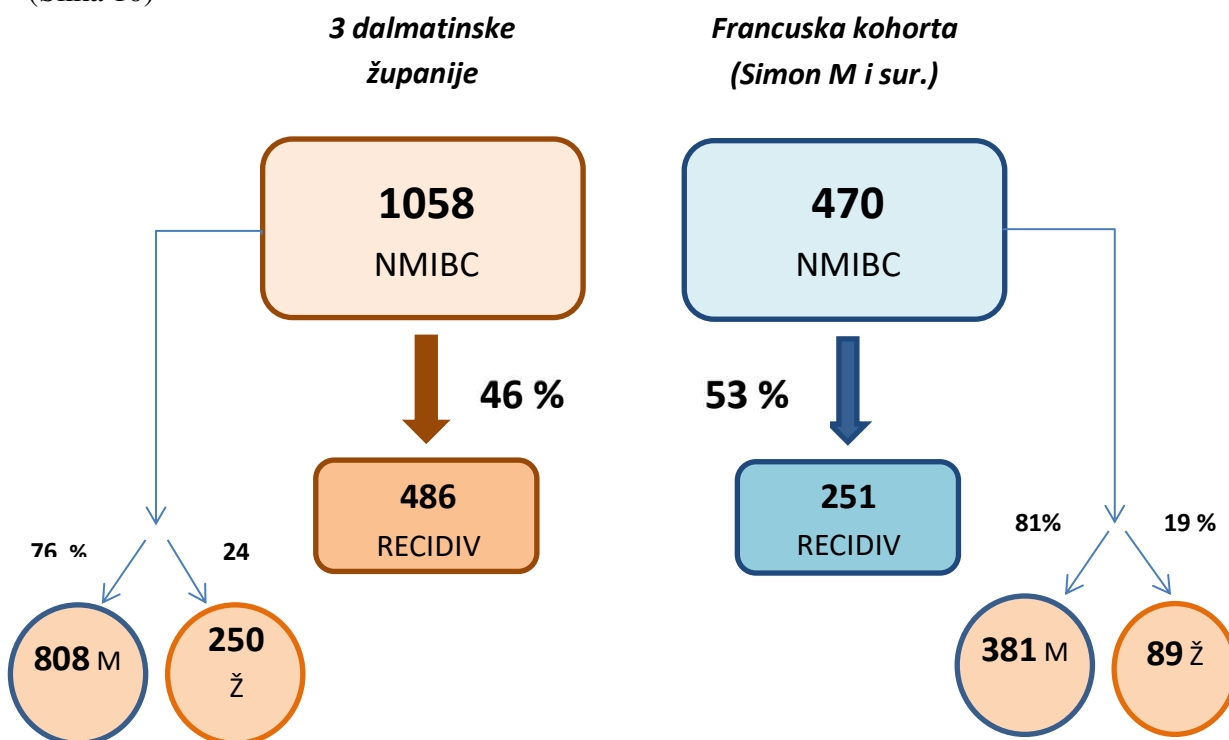 3 dalmatinske
županije
Francuska kohorta
(Simon M i sur.)
1058
NMIBC
470
NMIBC
46 %
53 %
486
RECIDIV
251
RECIDIV
76 %
24
81%
19 %
808 M
250
Ž
381 M
89 Ž